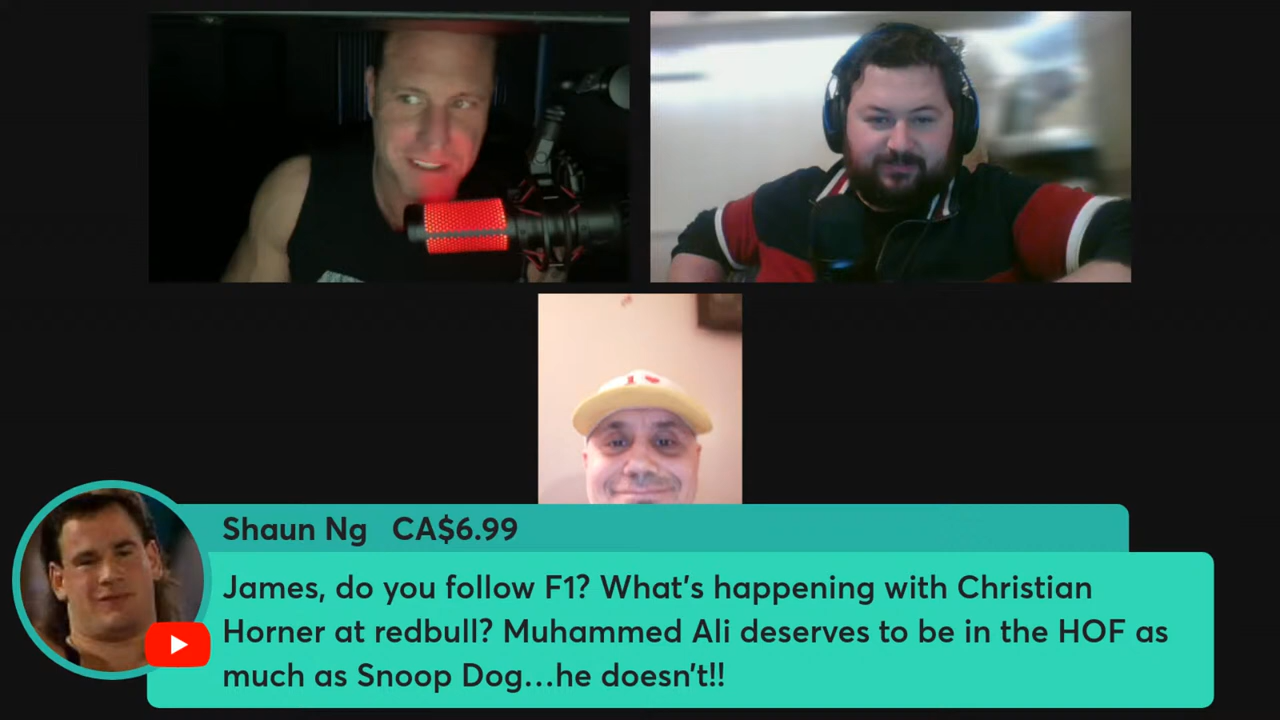 Shaun Ng CA$6.99
James, do you follow F1? What's happening with Christian
Horner at redbull? Muhammed Ali deserves to be in the HOF as
much as Snoop Dog...he doesn't!!